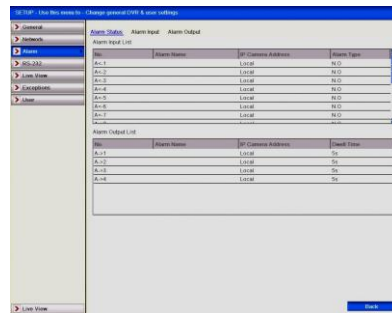 SETUP - Use this menu to - Change general DVR & user settings
General
Network
Alarm
RS-232
Live View
Exceptions
User
Live View
Alarm Status Alarm Input Alarm Output
Alarm Input List
No. Alarm Name IP Camera Address Alarm Type
A<-1 Local N.O
A<-2 Local N.O
A<-3 Local N.O
A<-4 Local N.O
A<-5 Local N.O
A<-6 Local N.O
A<-7 Local N.O
Alarm Output List
No. Alarm Name IP Camera Address Dwell Time
A->1 Local 5s
A->2 Local 5s
A->3 Local 5s
A->4 Local 5s
Back